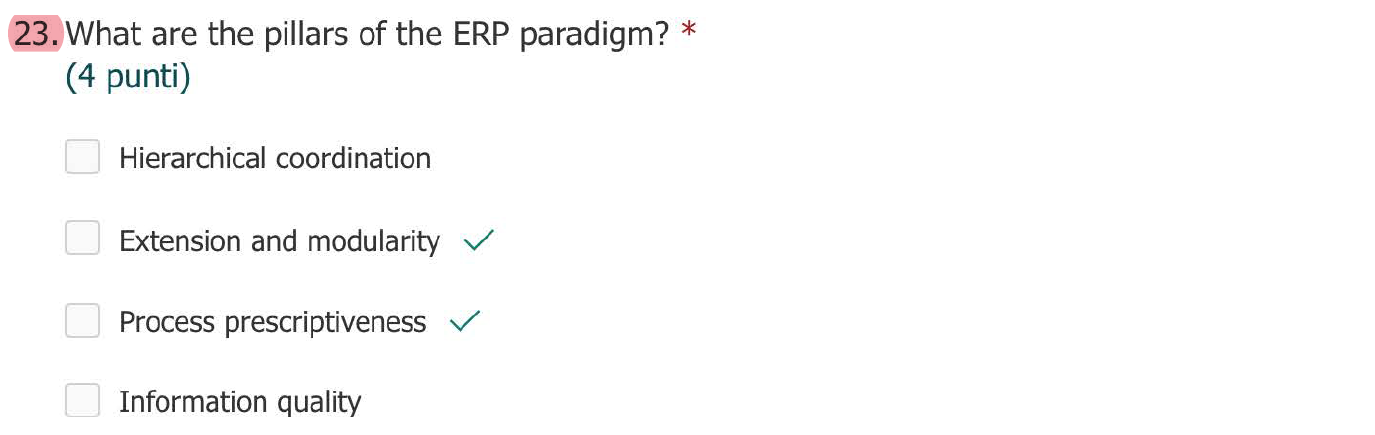 23. What are the pillars of the ERP paradigm? *
(4 punti)
Hierarchical coordination
Extension and modularity
Process prescriptiveness
Information quality